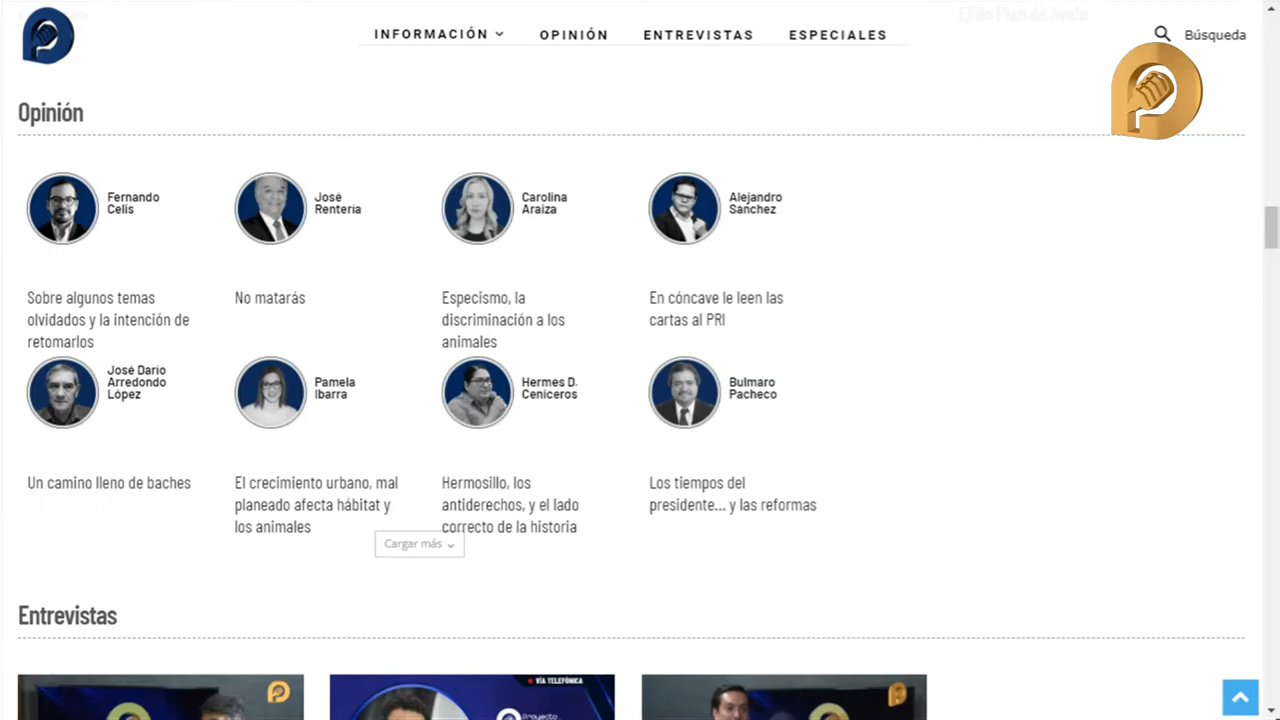 INFORMACIÓN
OPINIÓN
ENTREVISTAS
ESPECIALES
Búsqueda
Opinión
Fernando
Celis
José
Rentería
Carolina
Araiza
Alejandro
Sánchez
Sobre algunos temas
olvidados y la intención de
retomarlos
No matarás
Especismo, la
discriminación a los
animales
En cóncave le leen las
cartas al PRI
José Darío
Arredondo
López
Pamela
Ibarra
Hermes D.
Ceniceros
Bulmaro
Pacheco
Un camino lleno de baches
El crecimiento urbano, mal
planeado afecta hábitat y
los animales
Hermosillo, los
antiderechos, y el lado
correcto de la historia
Los tiempos del
presidente... y las reformas
Cargar más
Entrevistas
VÍA TELEFÓNICA
Proyecto